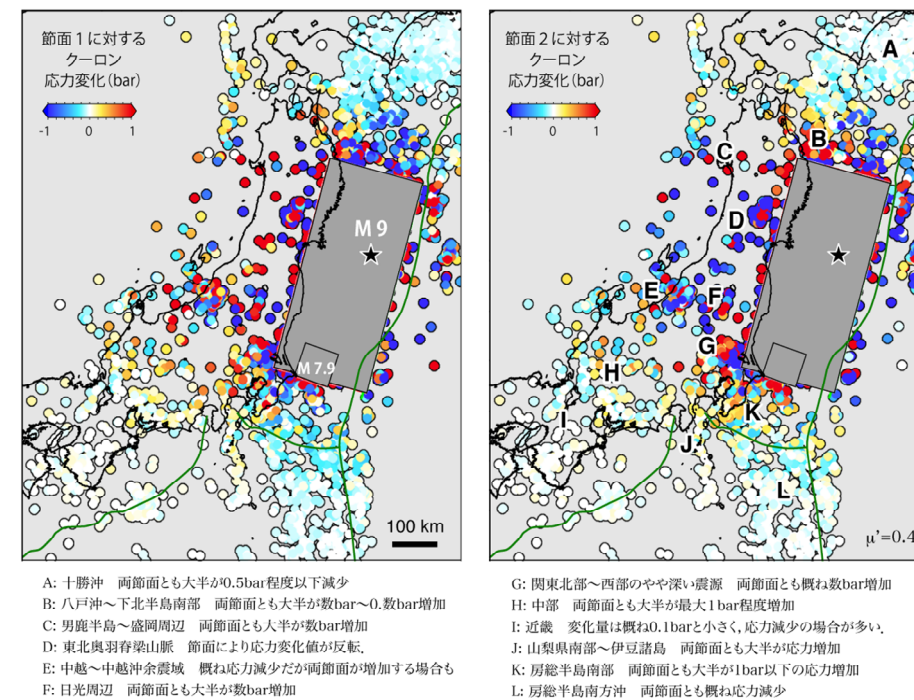 節面1に対する
クーロン
応力変化(bar)
-1 0 1
M 9
M 7.9
100 km
節面2に対する
クーロン
応力変化(bar)
-1 0 1
A
B
C
D
E
F
G
H
I
K
J
L
μ'=0.4
A: 十勝沖 両節面とも大半が0.5bar程度以下減少
B: 八戸沖～下北半島南部 両節面とも大半が数bar～0.数bar増加
C: 男鹿半島～盛岡周辺 両節面とも大半が数bar増加
D: 東北奥羽脊梁山脈 節面により応力変化値が反転.
E: 中越～中越沖余震域 概ね応力減少だが両節面が増加する場合も
F: 日光周辺 両節面とも大半が数bar増加
G: 関東北部～西部のやや深い震源 両節面とも概ね数bar増加
H: 中部 両節面とも大半が最大1bar程度増加
I: 近畿 変化量は概ね0.1barと小さく, 応力減少の場合が多い.
J: 山梨県南部～伊豆諸島 両節面とも大半が応力増加
K: 房総半島南部 両節面とも大半が1bar以下の応力増加
L: 房総半島南方沖 両節面とも概ね応力減少